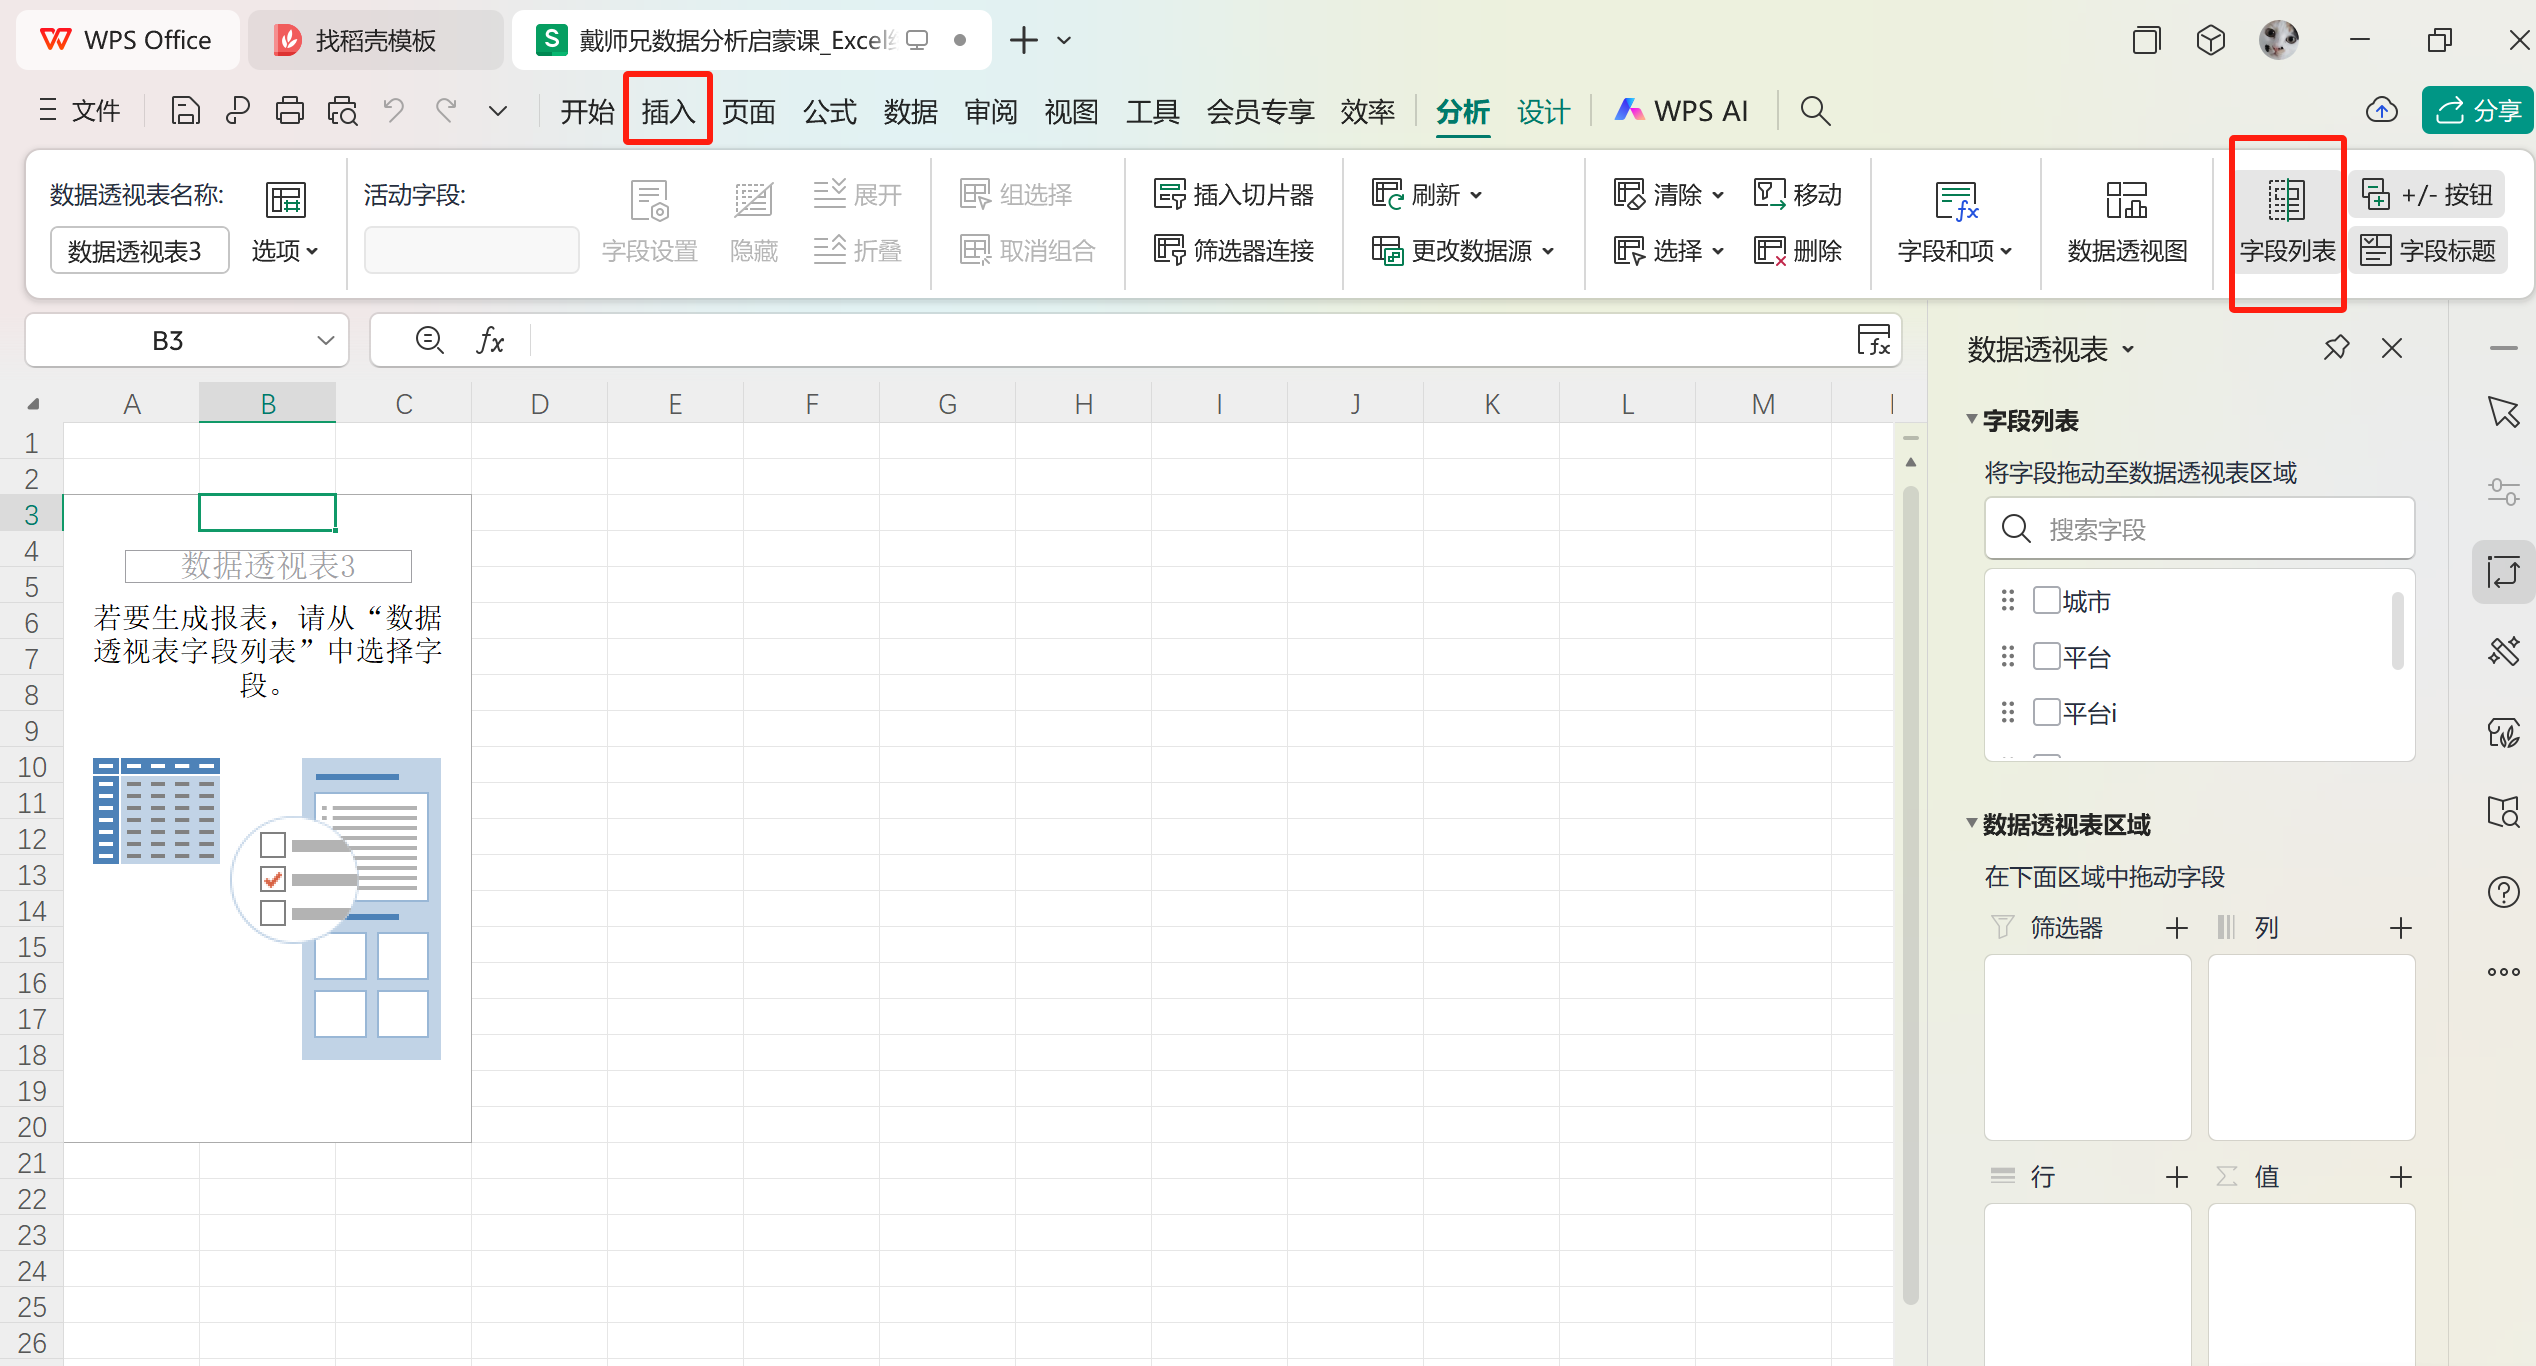 WPS Office
找稻壳模板
戴师兄数据分析启蒙课_Excel
文件
开始 插入 页面 公式 数据 审阅 视图 工具 会员专享 效率 分析 设计 WPS AI
分享
数据透视表名称:
数据透视表3
选项
活动字段:
字段设置
隐藏
展开
折叠
组选择
取消组合
插入切片器
筛选器连接
刷新
更改数据源
清除
选择
移动
删除
字段和项
数据透视图
字段列表
+/- 按钮
字段标题
B3
fx
A B C D E F G H I J K L M
1
2
3
4
5
6
7
8
9
10
11
12
13
14
15
16
17
18
19
20
21
22
23
24
25
26
数据透视表3
若要生成报表，请从“数据
透视表字段列表”中选择字
段。
数据透视表
字段列表
将字段拖动至数据透视表区域
搜索字段
城市
平台
平台i
数据透视表区域
在下面区域中拖动字段
筛选器
列
行
值